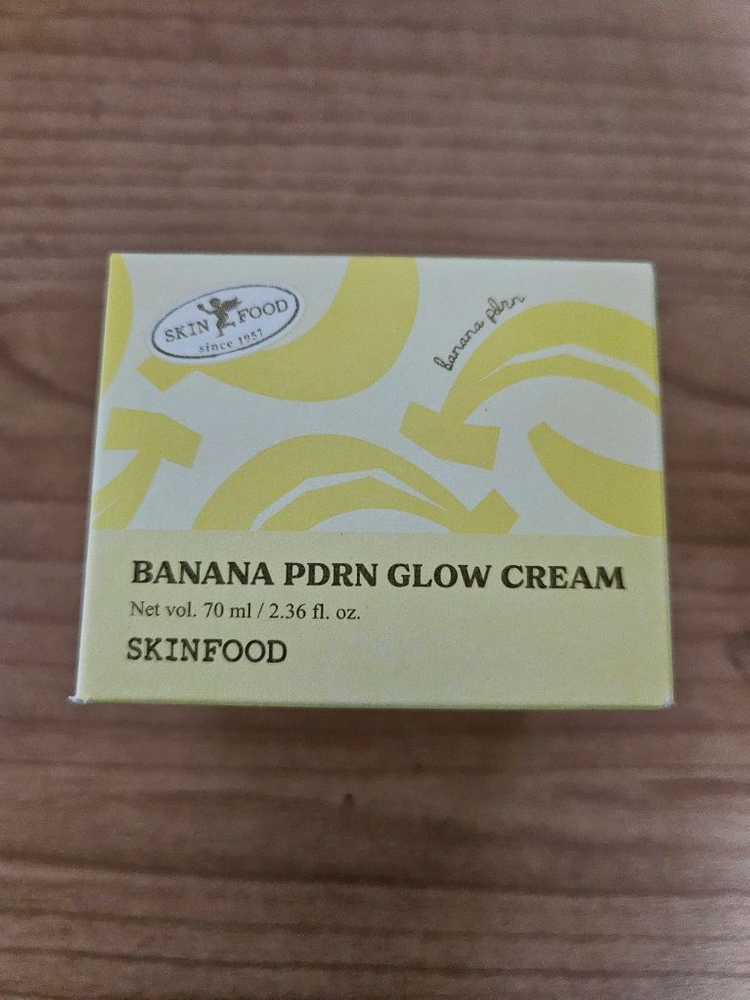 SKIN FOOD
since 1957
banana pdrn
BANANA PDRN GLOW CREAM
Net vol. 70 ml / 2.36 fl. oz.
SKINFOOD